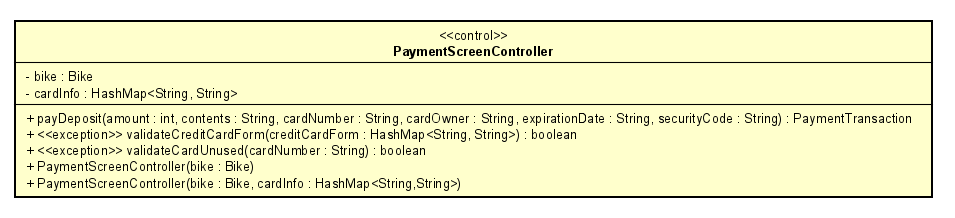 <<control>>
PaymentScreenController
- bike : Bike
- cardInfo : HashMap<String, String>
+ payDeposit(amount : int, contents : String, cardNumber : String, cardOwner : String, expirationDate : String, securityCode : String) : PaymentTransaction
+ <<exception>> validateCreditCardForm(creditCardForm : HashMap<String, String>) : boolean
+ <<exception>> validateCardUnused(cardNumber : String) : boolean
+ PaymentScreenController(bike : Bike)
+ PaymentScreenController(bike : Bike, cardInfo : HashMap<String,String>)